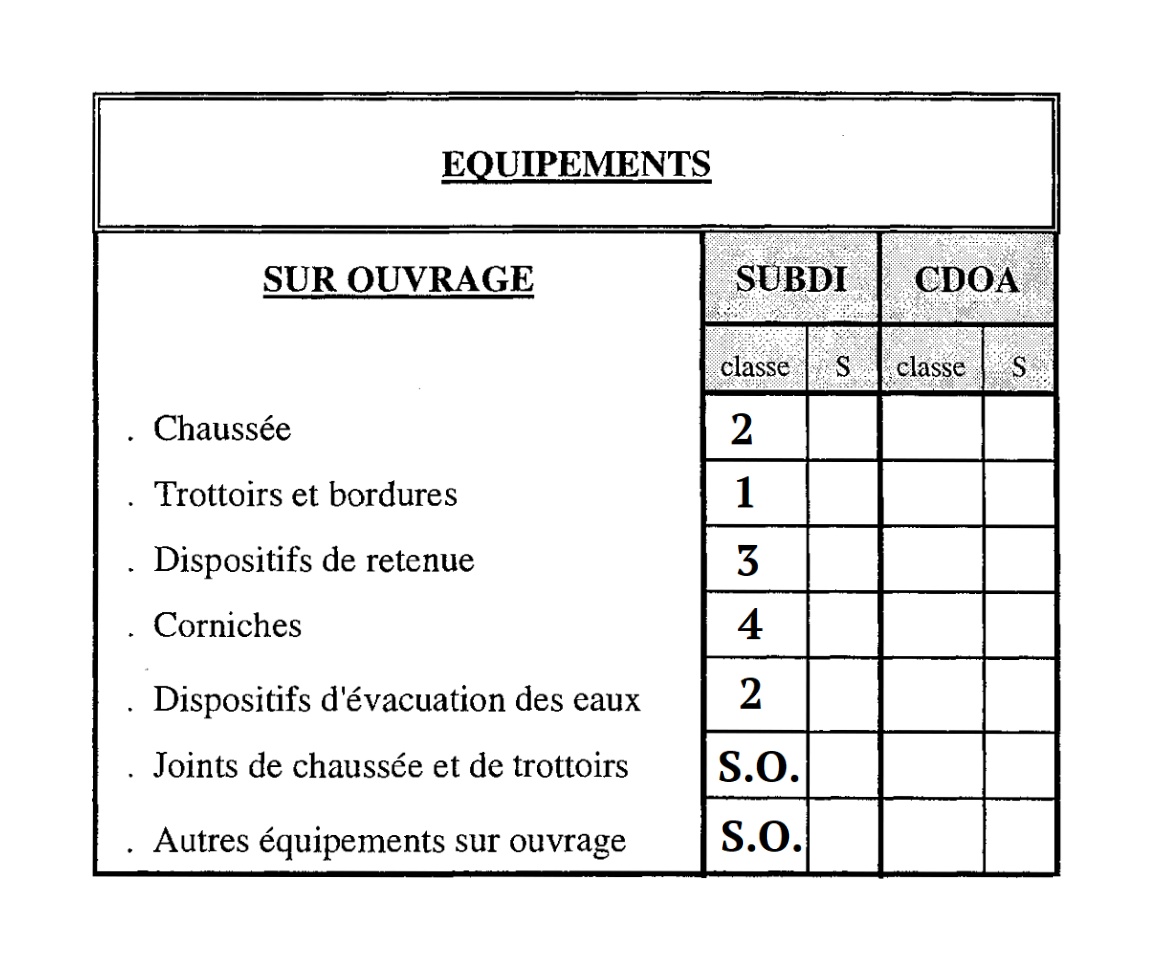 EQUIPEMENTS
SUR OUVRAGE SUBDI CDOA
classe S classe S
. Chaussée 2
. Trottoirs et bordures 1
. Dispositifs de retenue 3
. Corniches 4
. Dispositifs d'évacuation des eaux 2
. Joints de chaussée et de trottoirs S.O.
. Autres équipements sur ouvrage S.O.